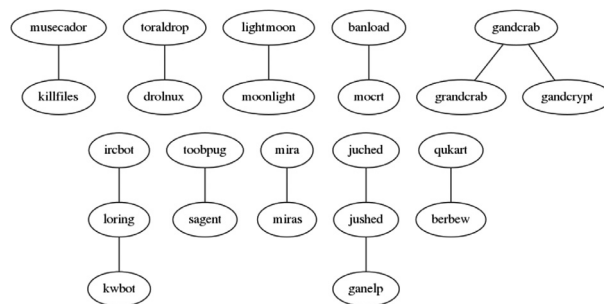 musecador toraldrop lightmoon banload gandcrab
killfiles drolnux moonlight mocrt grandcrab gandcrypt
ircbot toobpug mira juched qukart
loring sagent miras jushed berbew
kwbot ganelp